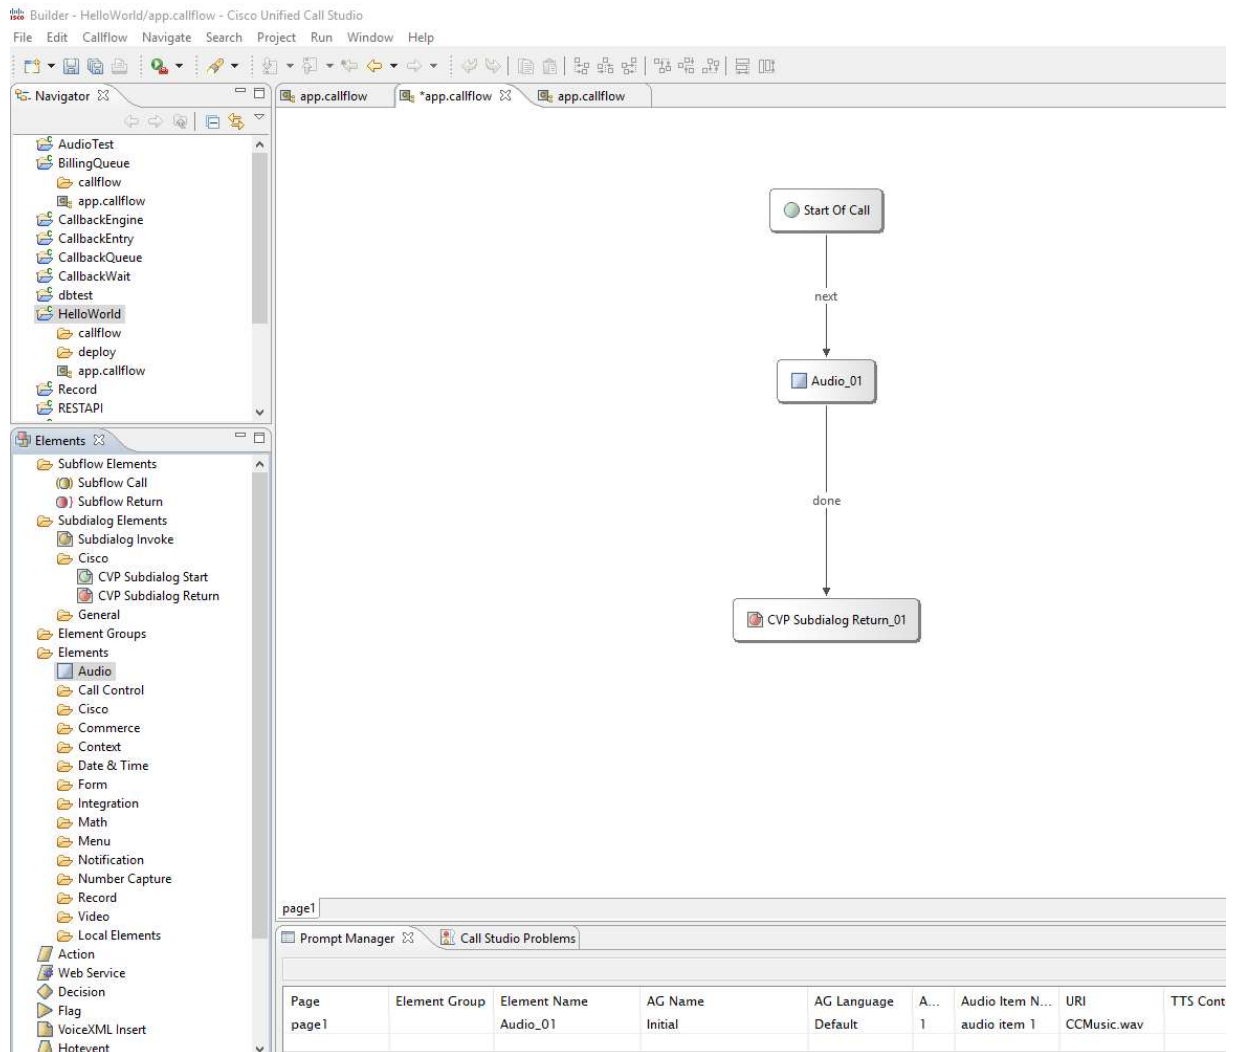 Builder - HelloWorld/app.callflow - Cisco Unified Call Studio
File Edit Callflow Navigate Search Project Run Window Help
Navigator
app.callflow
*app.callflow
app.callflow
AudioTest
BillingQueue
callflow
app.callflow
CallbackEngine
CallbackEntry
CallbackQueue
CallbackWait
dbtest
HelloWorld
callflow
deploy
app.callflow
Record
RESTAPI
Elements
Subflow Elements
Subflow Call
Subflow Return
Subdialog Elements
Subdialog Invoke
Cisco
CVP Subdialog Start
CVP Subdialog Return
General
Element Groups
Elements
Audio
Call Control
Cisco
Commerce
Context
Date & Time
Form
Integration
Math
Menu
Notification
Number Capture
Record
Video
Local Elements
Action
Web Service
Decision
Flag
VoiceXML Insert
Hotevent
Start Of Call
next
Audio_01
done
CVP Subdialog Return_01
page1
Prompt Manager
Call Studio Problems
Page Element Group Element Name AG Name AG Language A... Audio Item N... URI TTS Cont
page1 Audio_01 Initial Default 1 audio item 1 CCMusic.wav